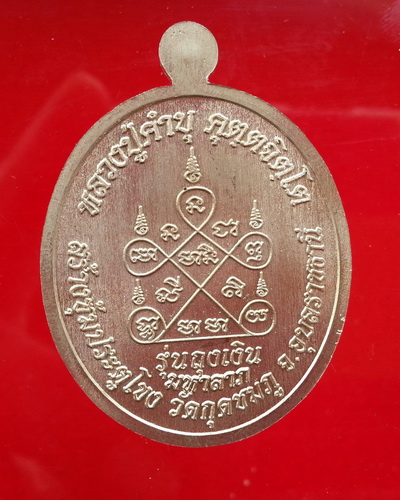 หลวงปู่คำบุ คุตฺตจิตฺโต
รุ่นถุงเงิน
มหาลาภ
สร้างซุ้มประตูโขง วัดกุดชมภู จ.อุบลราชธานี